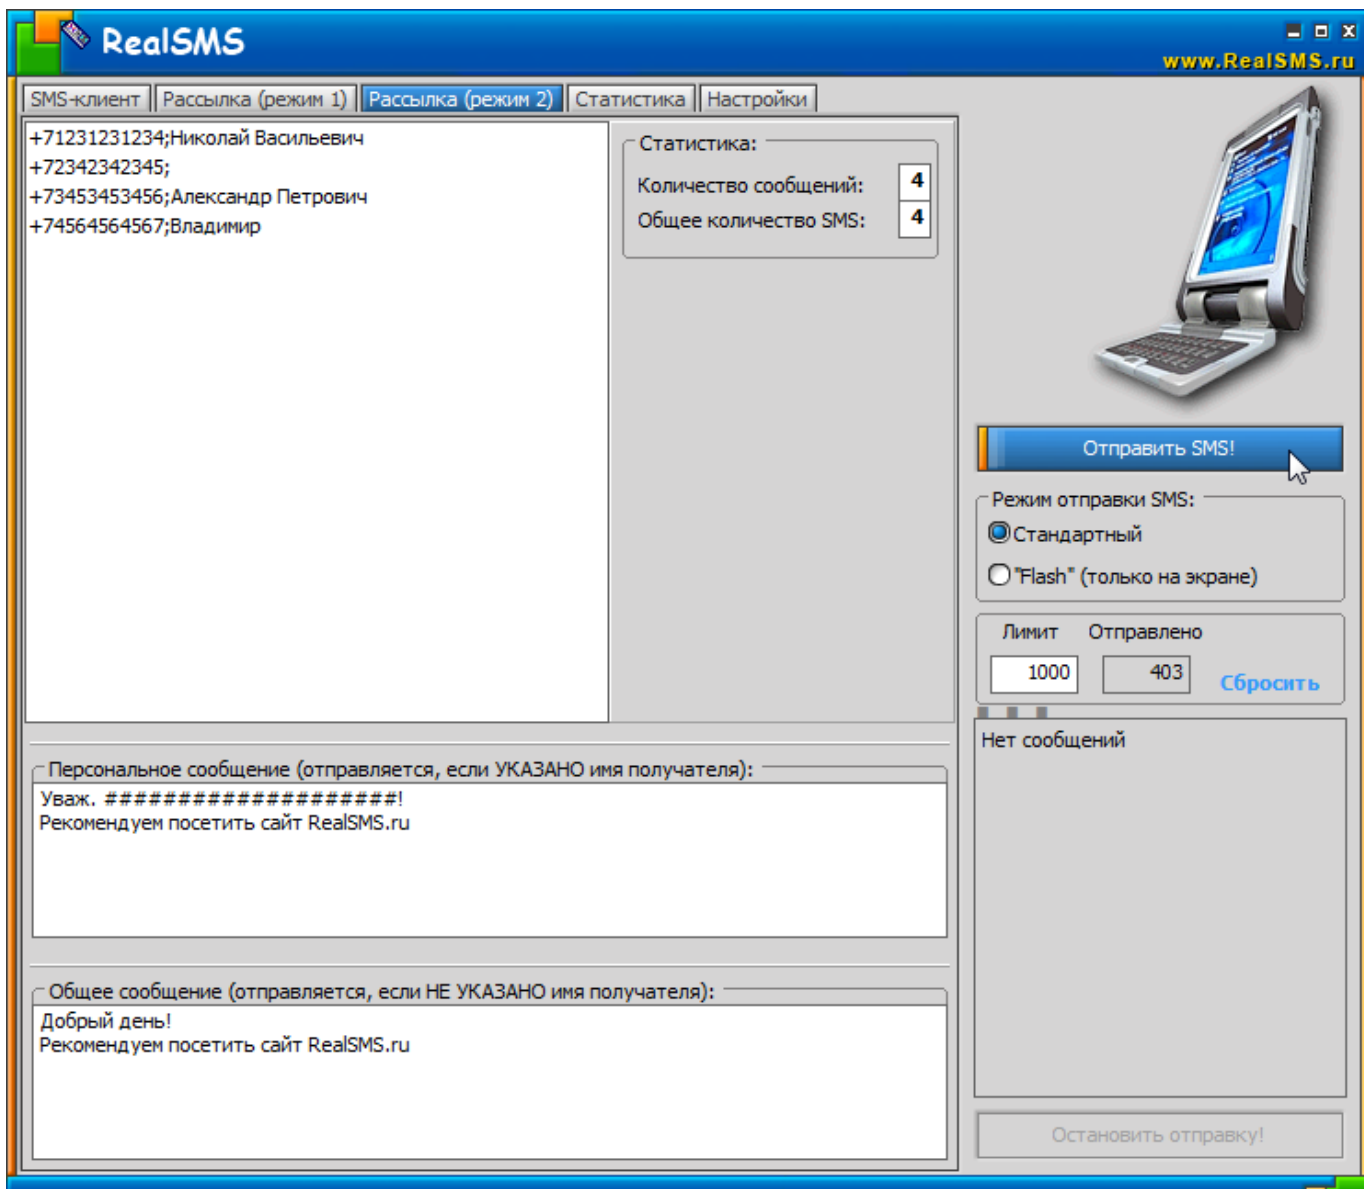 RealSMS
www.RealSMS.ru
SMS-клиент Рассылка (режим 1) Рассылка (режим 2) Статистика Настройки
+71231231234;Николай Васильевич
+72342342345;
+73453453456;Александр Петрович
+74564564567;Владимир
Статистика:
Количество сообщений: 4
Общее количество SMS: 4
Отправить SMS!
Режим отправки SMS:
Стандартный
"Flash" (только на экране)
Лимит Отправлено
1000 403 Сбросить
Нет сообщений
Персональное сообщение (отправляется, если УКАЗАНО имя получателя):
Уваж. ####################!
Рекомендуем посетить сайт RealSMS.ru
Общее сообщение (отправляется, если НЕ УКАЗАНО имя получателя):
Добрый день!
Рекомендуем посетить сайт RealSMS.ru
Остановить отправку!